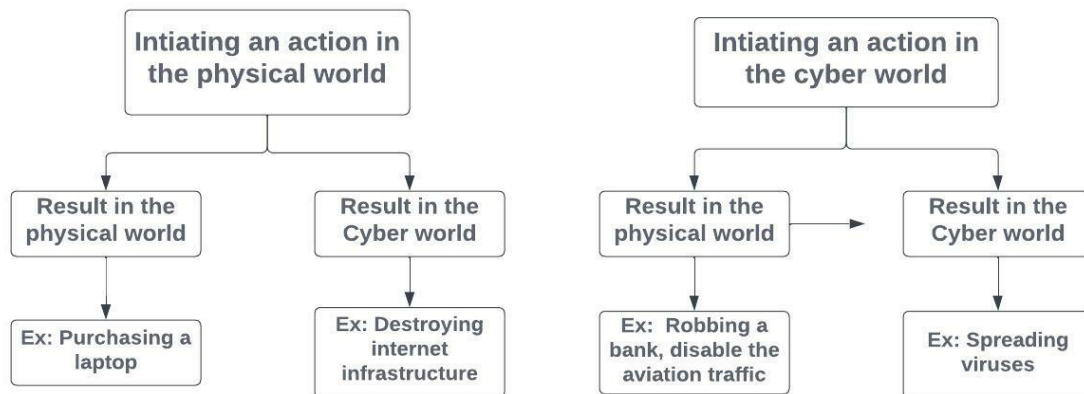 Intiating an action in
the physical world
Result in the
physical world
Ex: Purchasing a
laptop
Result in the
Cyber world
Ex: Destroying
internet
infrastructure
Intiating an action in
the cyber world
Result in the
physical world
Ex: Robbing a
bank, disable the
aviation traffic
Result in the
Cyber world
Ex: Spreading
viruses